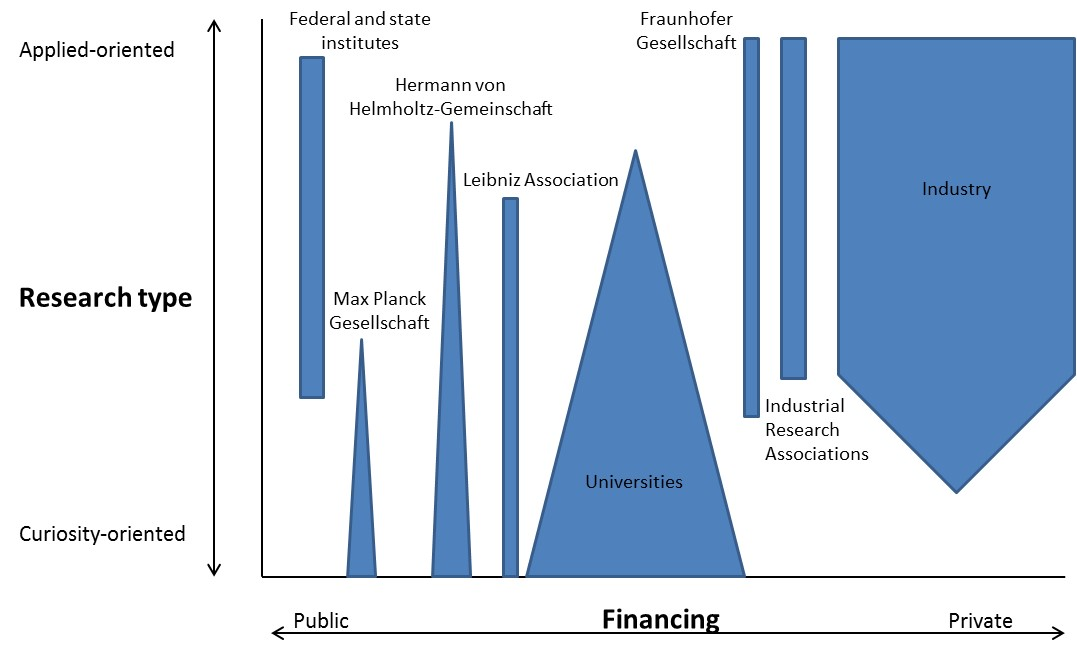 Federal and state
institutes
Fraunhofer
Gesellschaft
Applied-oriented
Hermann von
Helmholtz-Gemeinschaft
Leibniz Association
Industry
Research type
Max Planck
Gesellschaft
Industrial
Research
Associations
Universities
Curiosity-oriented
Public
Financing
Private